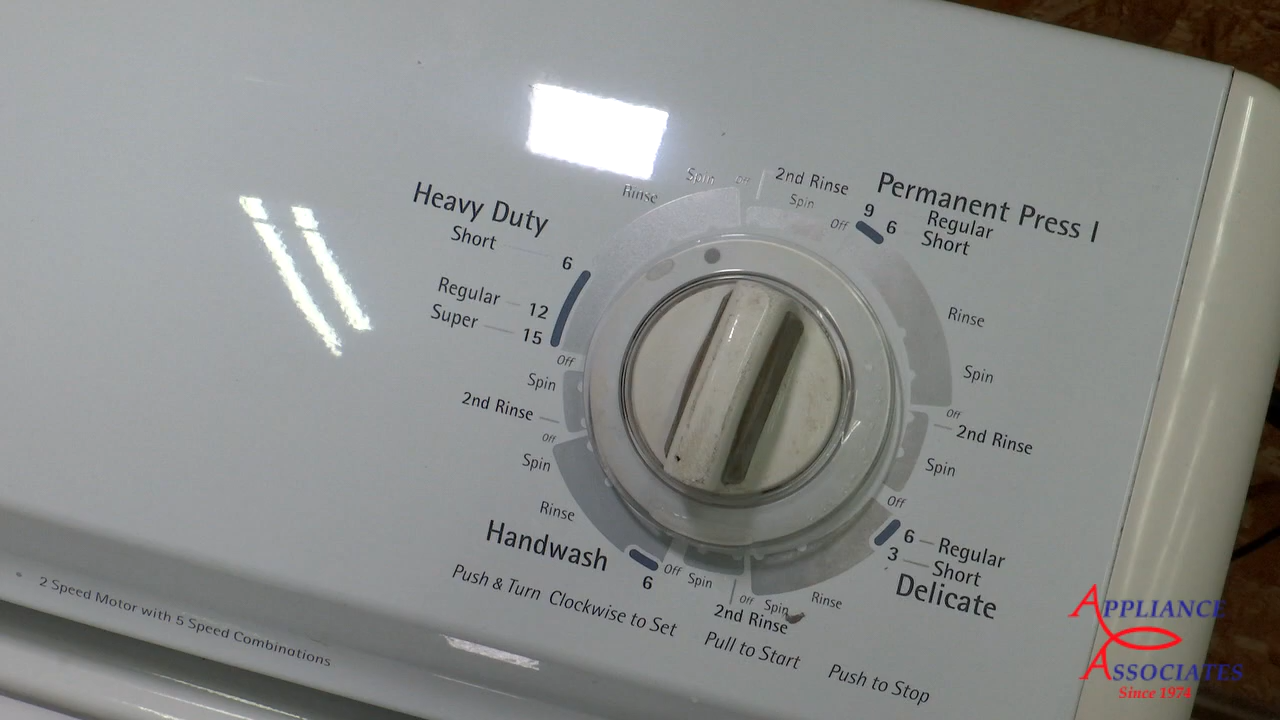 Heavy Duty
Short 6
Regular 12
Super 15
Off
Spin
2nd Rinse
Off
Spin
Rinse
Handwash
6
Off Spin
2nd Rinse
Off Spin
Rinse
Rinse
Spin
Off
2nd Rinse
Spin
Off
Permanent Press I
9 Regular
6 Short
Rinse
Spin
Off
2nd Rinse
Spin
Off
6 Regular
3 Short
Delicate
Push & Turn Clockwise to Set
Pull to Start
Push to Stop
2 Speed Motor with 5 Speed Combinations
APPLIANCE
ASSOCIATES
Since 1974